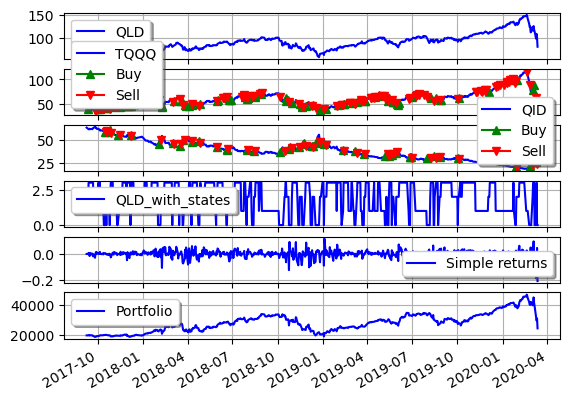 150
100
QLD
TQQQ
Buy
Sell
100
50
QID
Buy
Sell
50
25
2.5
0.0
QLD_with_states
0.0
−0.2
Simple returns
40000
20000
Portfolio
2017-10
2018-01
2018-04
2018-07
2018-10
2019-01
2019-04
2019-07
2019-10
2020-01
2020-04